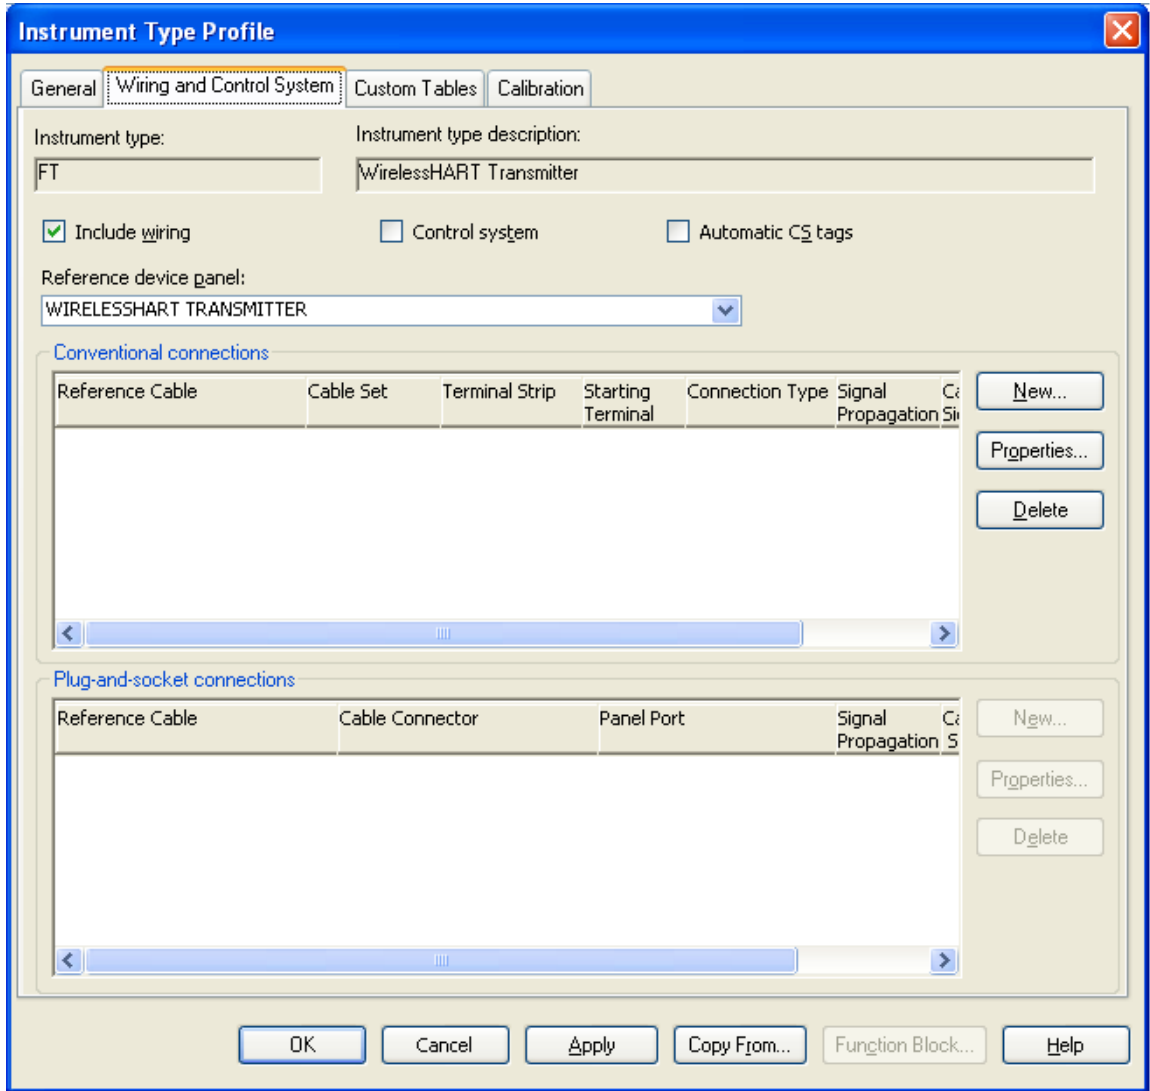 Instrument Type Profile
General Wiring and Control System Custom Tables Calibration
Instrument type: Instrument type description:
FT WirelessHART Transmitter
Include wiring Control system Automatic CS tags
Reference device panel:
WIRELESSHART TRANSMITTER
Conventional connections
Reference Cable Cable Set Terminal Strip Starting Connection Type Signal
Terminal Propagation
New...
Properties...
Delete
Plug-and-socket connections
Reference Cable Cable Connector Panel Port Signal
Propagation
New...
Properties...
Delete
OK Cancel Apply Copy From... Function Block... Help